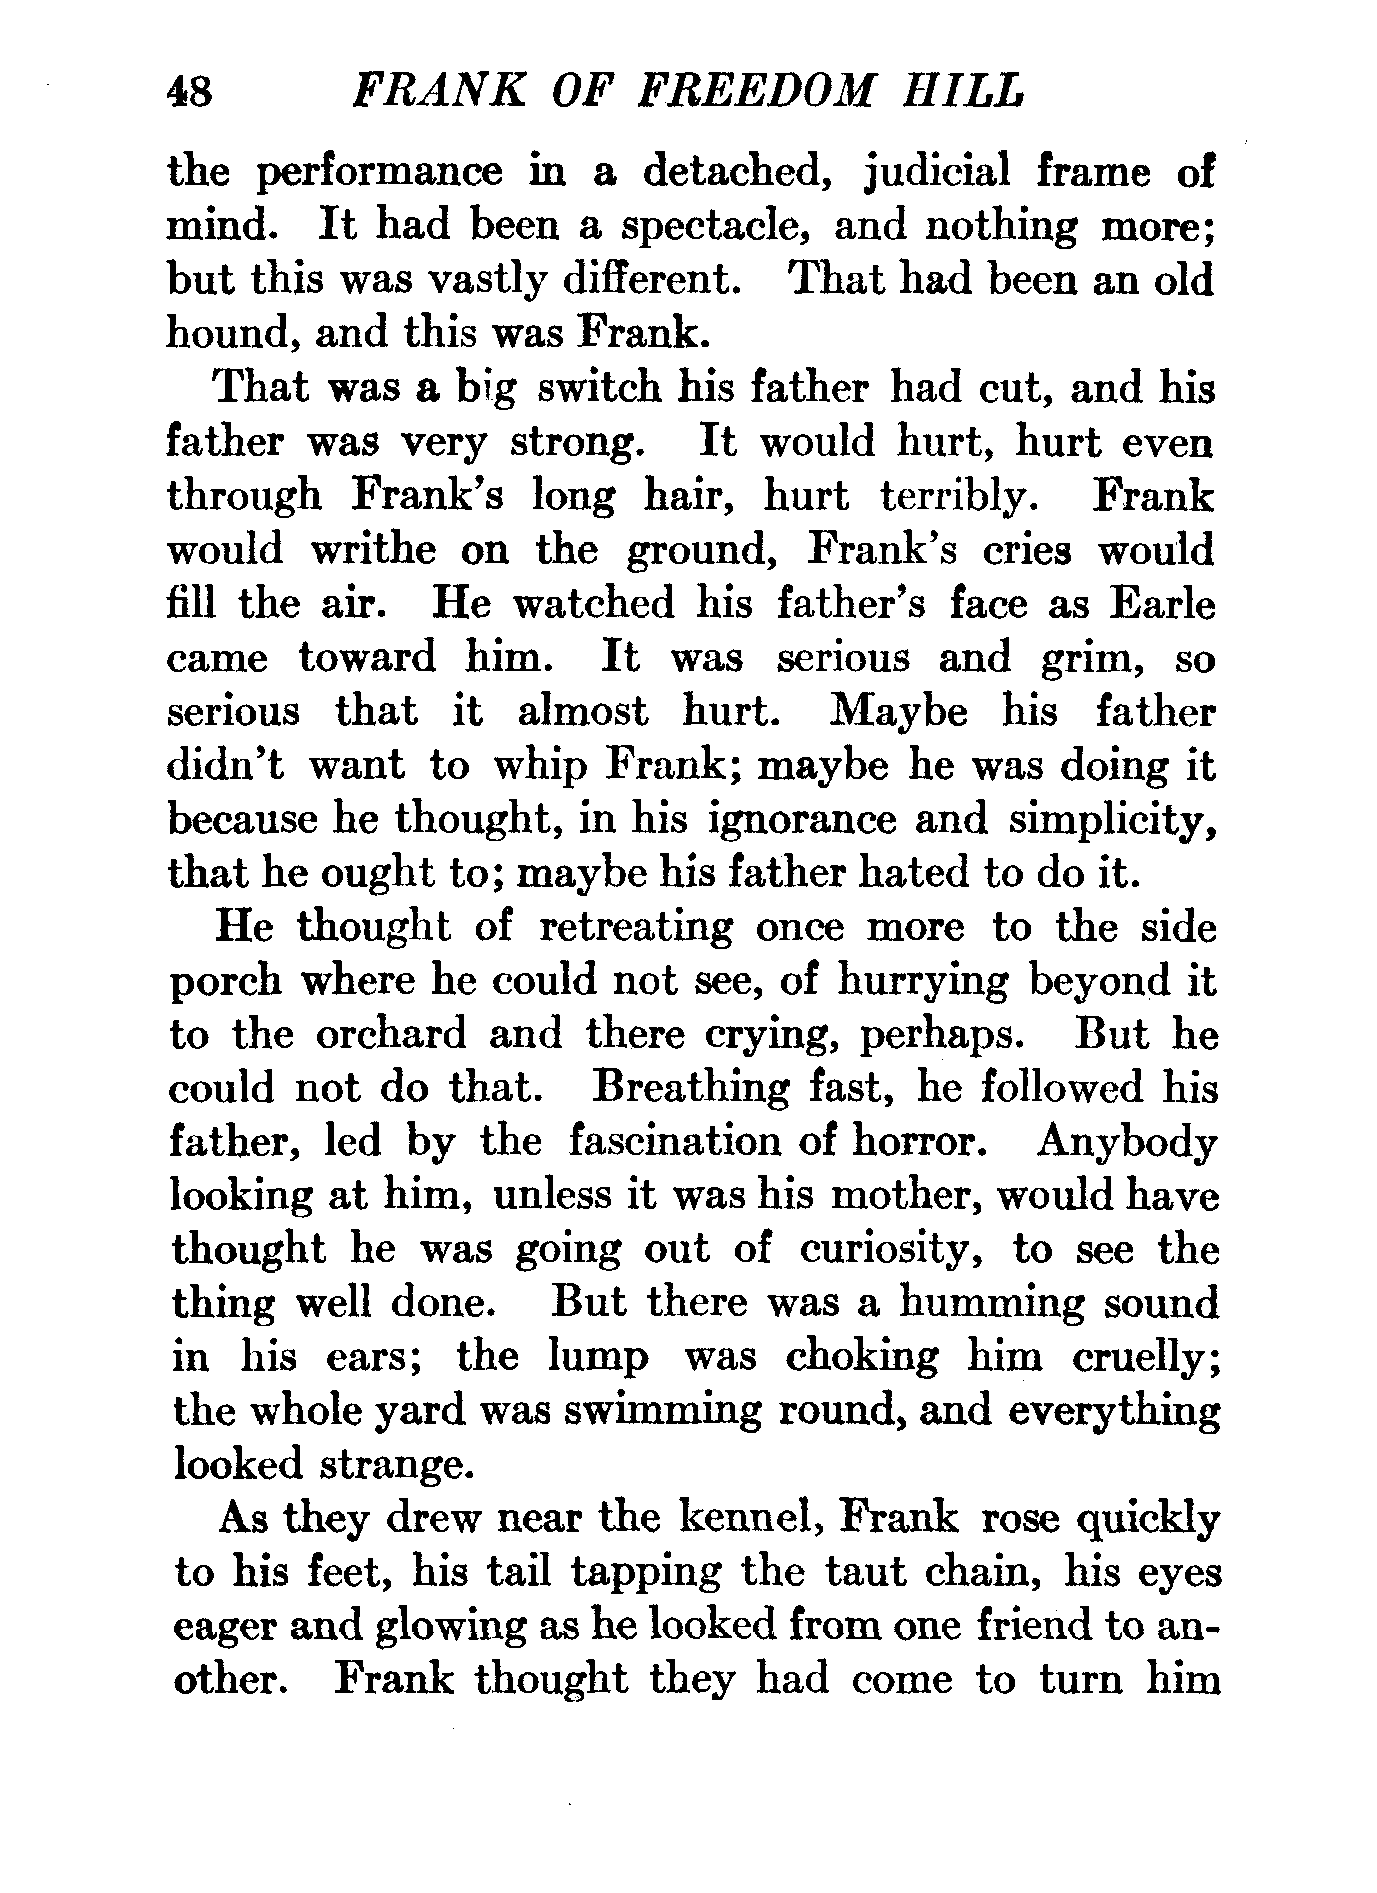 48 FRANK OF FREEDOM HILL
the performance in a detached, judicial frame of
mind. It had been a spectacle, and nothing more;
but this was vastly different. That had been an old
hound, and this was Frank.
That was a big switch his father had cut, and his
father was very strong. It would hurt, hurt even
through Frank's long hair, hurt terribly. Frank
would writhe on the ground, Frank's cries would
fill the air. He watched his father's face as Earle
came toward him. It was serious and grim, so
serious that it almost hurt. Maybe his father
didn't want to whip Frank; maybe he was doing it
because he thought, in his ignorance and simplicity,
that he ought to; maybe his father hated to do it.
He thought of retreating once more to the side
porch where he could not see, of hurrying beyond it
to the orchard and there crying, perhaps. But he
could not do that. Breathing fast, he followed his
father, led by the fascination of horror. Anybody
looking at him, unless it was his mother, would have
thought he was going out of curiosity, to see the
thing well done. But there was a humming sound
in his ears; the lump was choking him cruelly;
the whole yard was swimming round, and everything
looked strange.
As they drew near the kennel, Frank rose quickly
to his feet, his tail tapping the taut chain, his eyes
eager and glowing as he looked from one friend to an-
other. Frank thought they had come to turn him